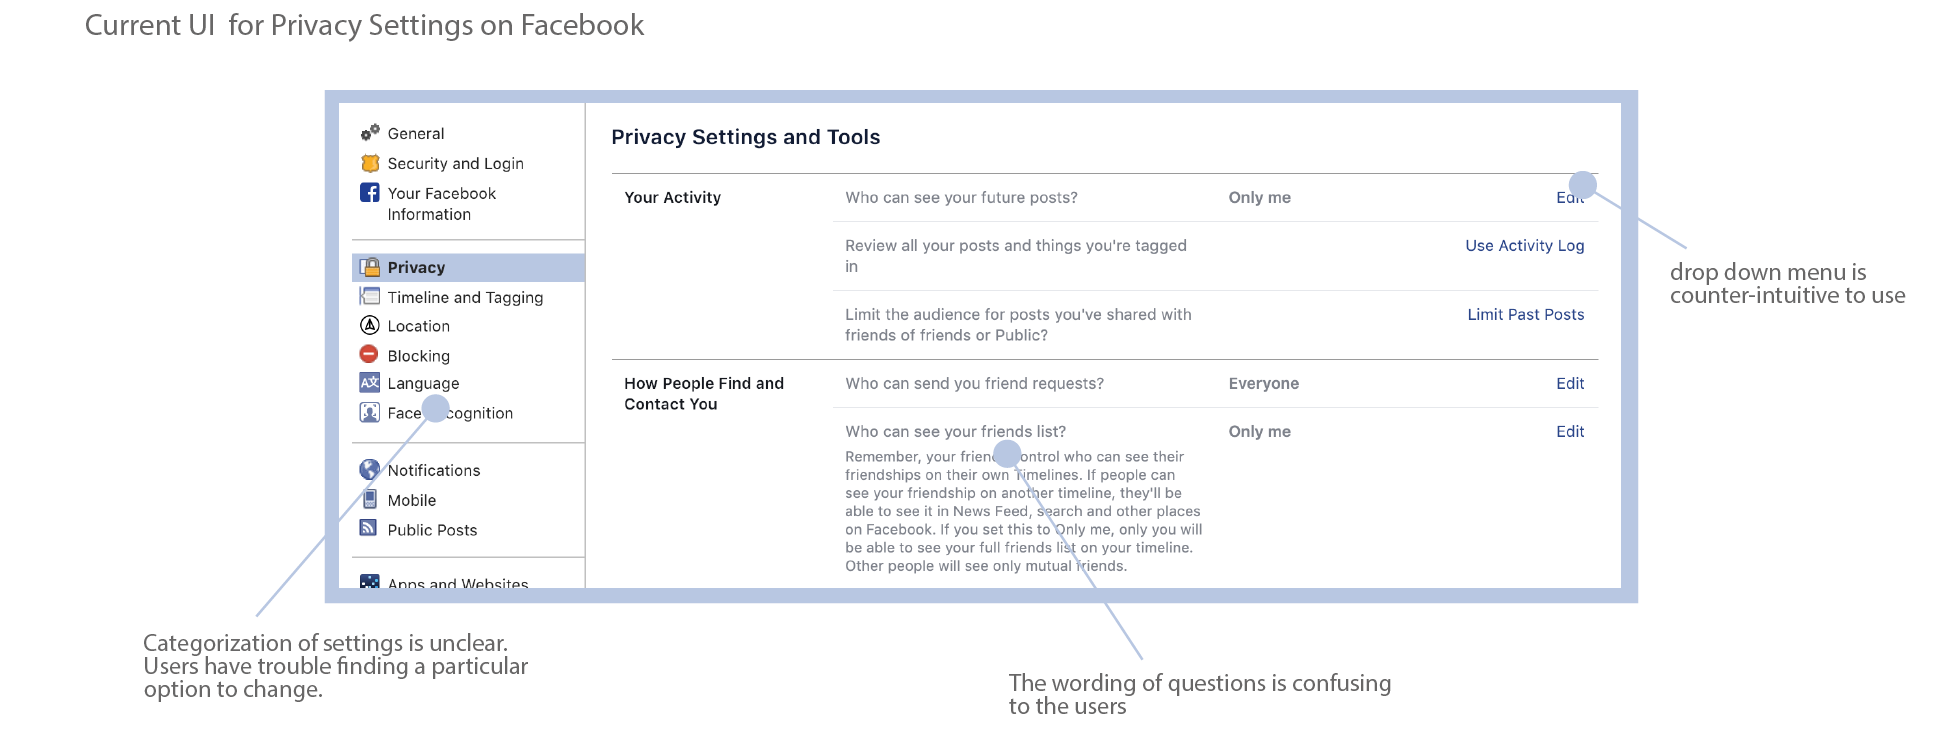 Current UI for Privacy Settings on Facebook
General
Security and Login
Your Facebook
Information
Privacy
Timeline and Tagging
Location
Blocking
Language
Face cognition
Notifications
Mobile
Public Posts
Apps and Websites
Privacy Settings and Tools
Your Activity
Who can see your future posts?
Only me
Edit
Review all your posts and things you're tagged
in
Use Activity Log
Limit the audience for posts you've shared with
friends of friends or Public?
Limit Past Posts
How People Find and
Contact You
Who can send you friend requests?
Everyone
Edit
Who can see your friends list?
Only me
Edit
Remember, your friends control who can see their
friendships on their own timelines. If people can
see your friendship on another timeline, they'll be
able to see it in News Feed, search and other places
on Facebook. If you set this to Only me, only you will
be able to see your full friends list on your timeline.
Other people will see only mutual friends.
drop down menu is
counter-intuitive to use
Categorization of settings is unclear.
Users have trouble finding a particular
option to change.
The wording of questions is confusing
to the users